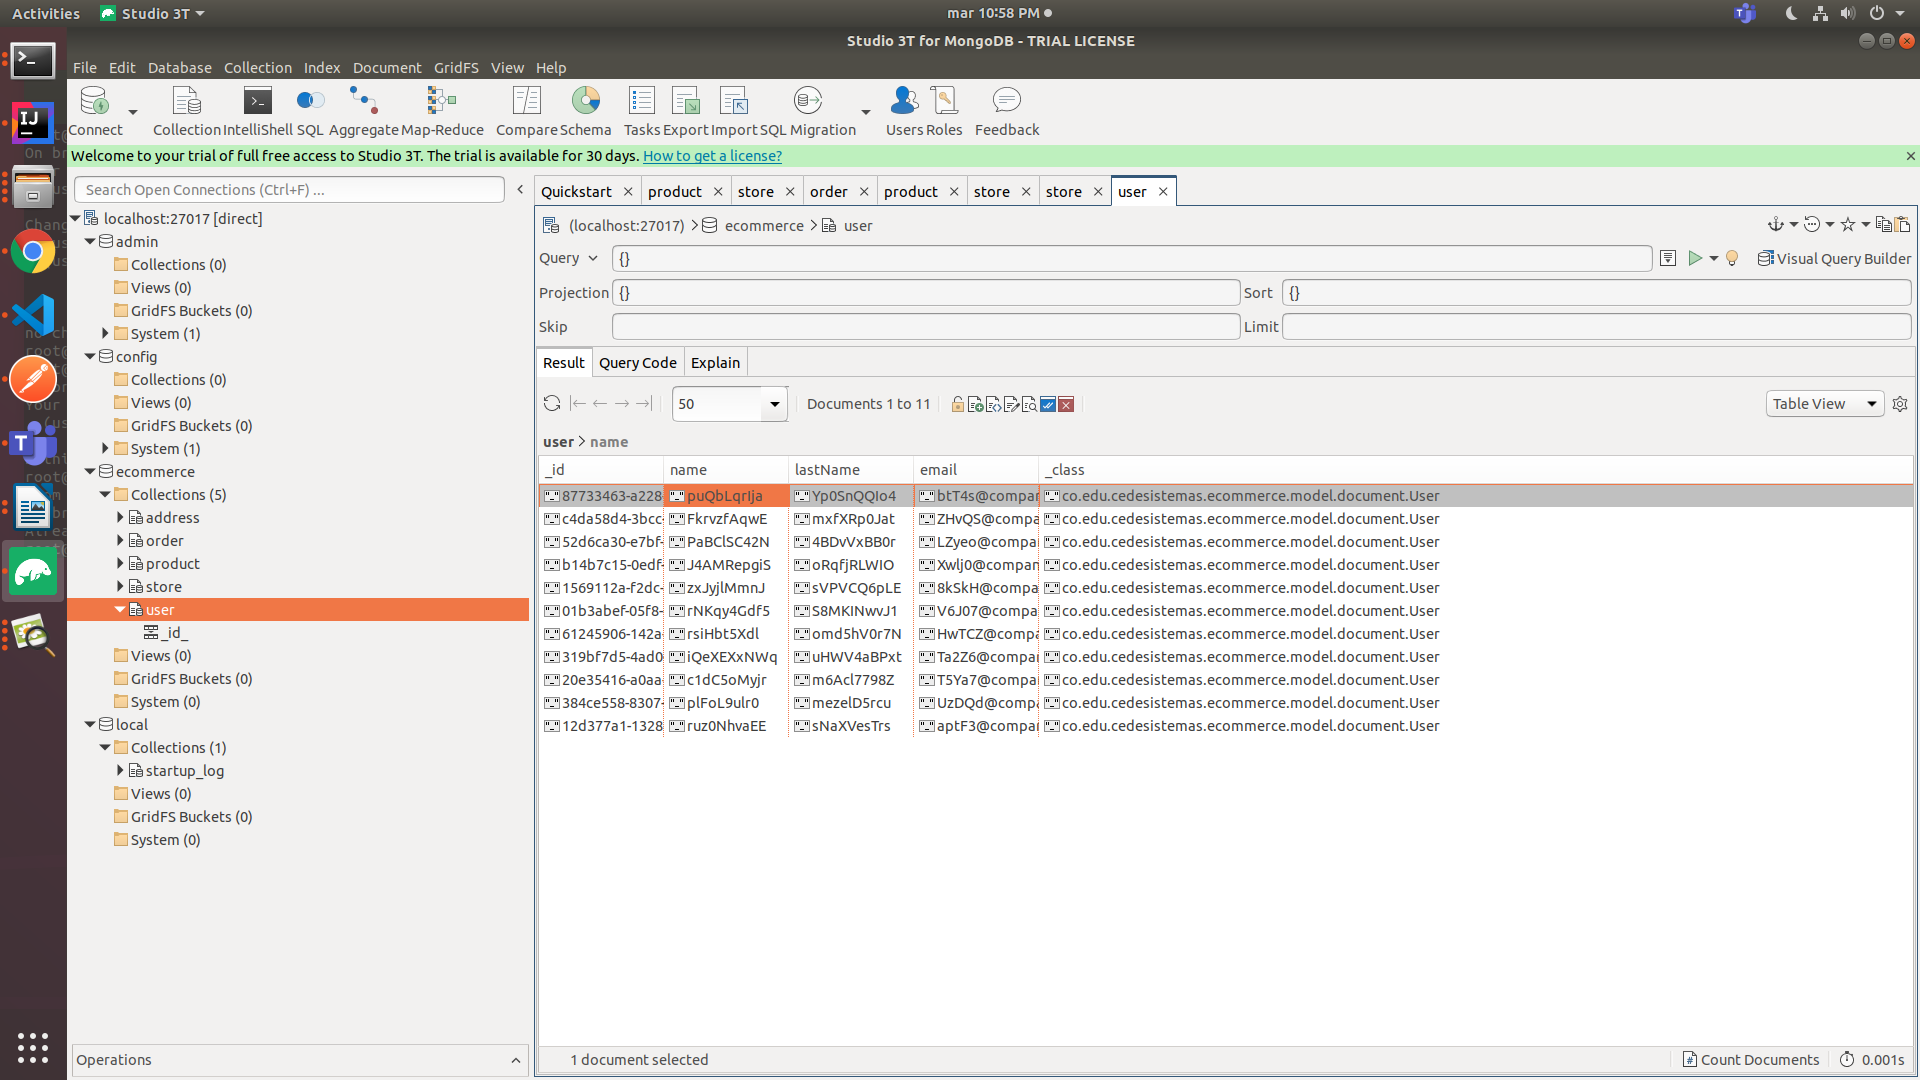 Activities Studio 3T mar 10:58 PM
Studio 3T for MongoDB - TRIAL LICENSE
File Edit Database Collection Index Document GridFS View Help
Connect Collection IntelliShell SQL Aggregate Map-Reduce Compare Schema Tasks Export Import SQL Migration Users Roles Feedback
Welcome to your trial of full free access to Studio 3T. The trial is available for 30 days. How to get a license?
Search Open Connections (Ctrl+F) ...
localhost:27017 [direct]
admin
Collections (0)
Views (0)
GridFS Buckets (0)
System (1)
config
Collections (0)
Views (0)
GridFS Buckets (0)
System (1)
ecommerce
Collections (5)
address
order
product
store
user
_id_
Views (0)
GridFS Buckets (0)
System (0)
local
Collections (1)
startup_log
Views (0)
GridFS Buckets (0)
System (0)
Operations
Quickstart product store order product store store user
(localhost:27017) ecommerce user
Query {} Visual Query Builder
Projection {} Sort {}
Skip Limit
Result Query Code Explain
50 Documents 1 to 11 Table View
user > name
_id name lastName email _class
87733463-a228- puQbLqrIja Yp0SnQQIo4 btT4s@compar co.edu.cedesistemas.ecommerce.model.document.User
c4da58d4-3bcc- FkrvzfAqwE mxfXRp0Jat ZHvQS@compa co.edu.cedesistemas.ecommerce.model.document.User
52d6ca30-e7bf- PaBClSC42N 4BDvVxBB0r LZyeo@compa co.edu.cedesistemas.ecommerce.model.document.User
b14b7c15-0edf- J4AMRepgiS oRqfjRLWIO Xwlj0@compan co.edu.cedesistemas.ecommerce.model.document.User
1569112a-f2dc- zxJyjlMmnJ sVPVCQ6pLE 8kSkH@compa co.edu.cedesistemas.ecommerce.model.document.User
01b3abef-05f8- rNKqy4Gdf5 S8MKINwvJ1 V6J07@compa co.edu.cedesistemas.ecommerce.model.document.User
61245906-142a- rsiHbt5Xdl omd5hV0r7N HwTCZ@compa co.edu.cedesistemas.ecommerce.model.document.User
319bf7d5-4ad0- iQeXEXxNWq uHWV4aBPxt Ta2Z6@compa co.edu.cedesistemas.ecommerce.model.document.User
20e35416-a0aa- c1dC5oMyjr m6Acl7798Z T5Ya7@compa co.edu.cedesistemas.ecommerce.model.document.User
384ce558-8307- plFoL9ulr0 mezelD5rcu UzDQd@compa co.edu.cedesistemas.ecommerce.model.document.User
12d377a1-1328 ruz0NhvaEE sNaXVesTrs aptF3@compa co.edu.cedesistemas.ecommerce.model.document.User
1 document selected Count Documents 0.001s